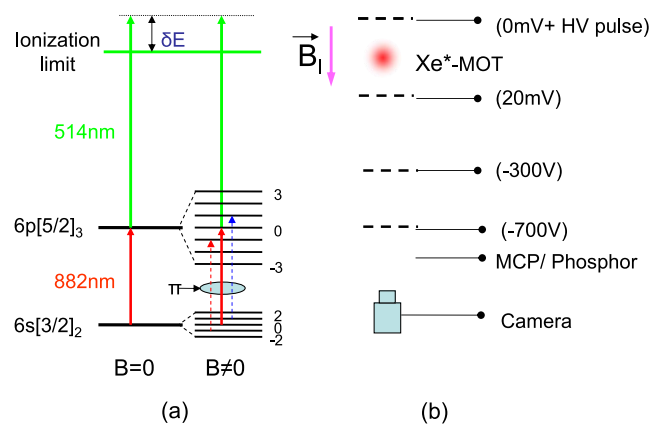 Ionization
limit
δE
514nm
6p[5/2]₃
882nm
6s[3/2]₂
π
3
0
-3
2
0
-2
B=0
B≠0
(a)
B_I
(0mV+ HV pulse)
Xe*-MOT
(20mV)
(-300V)
(-700V)
MCP/ Phosphor
Camera
(b)